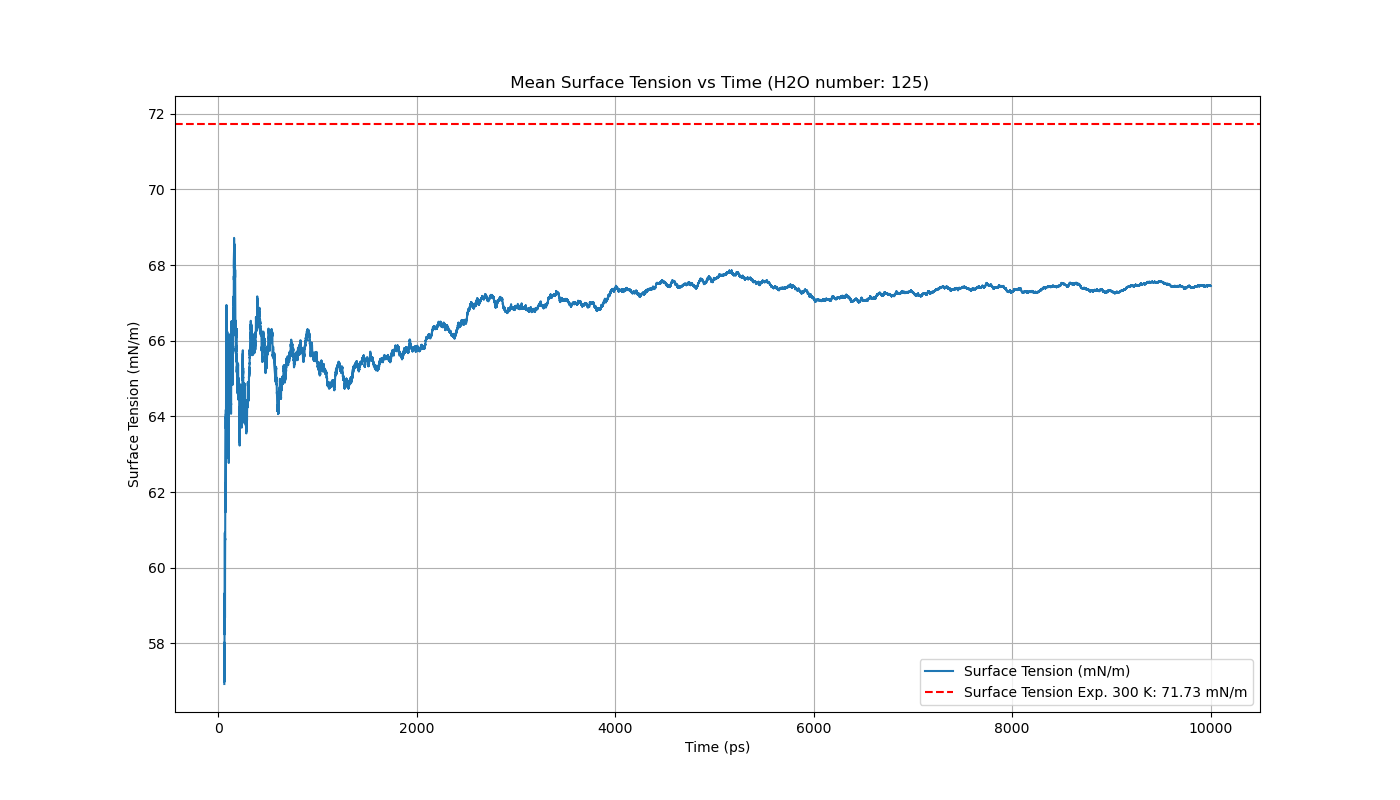 Mean Surface Tension vs Time (H2O number: 125)
72
70
68
66
64
62
60
58
Surface Tension (mN/m)
0
2000
4000
6000
8000
10000
Time (ps)
Surface Tension (mN/m)
Surface Tension Exp. 300 K: 71.73 mN/m